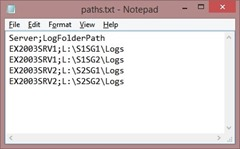 paths.txt - Notepad
File Edit Format View Help
Server;LogFolderPath
EX2003SRV1;L:\S1SG1\Logs
EX2003SRV1;L:\S1SG2\Logs
EX2003SRV2;L:\S2SG1\Logs
EX2003SRV2;L:\S2SG2\Logs